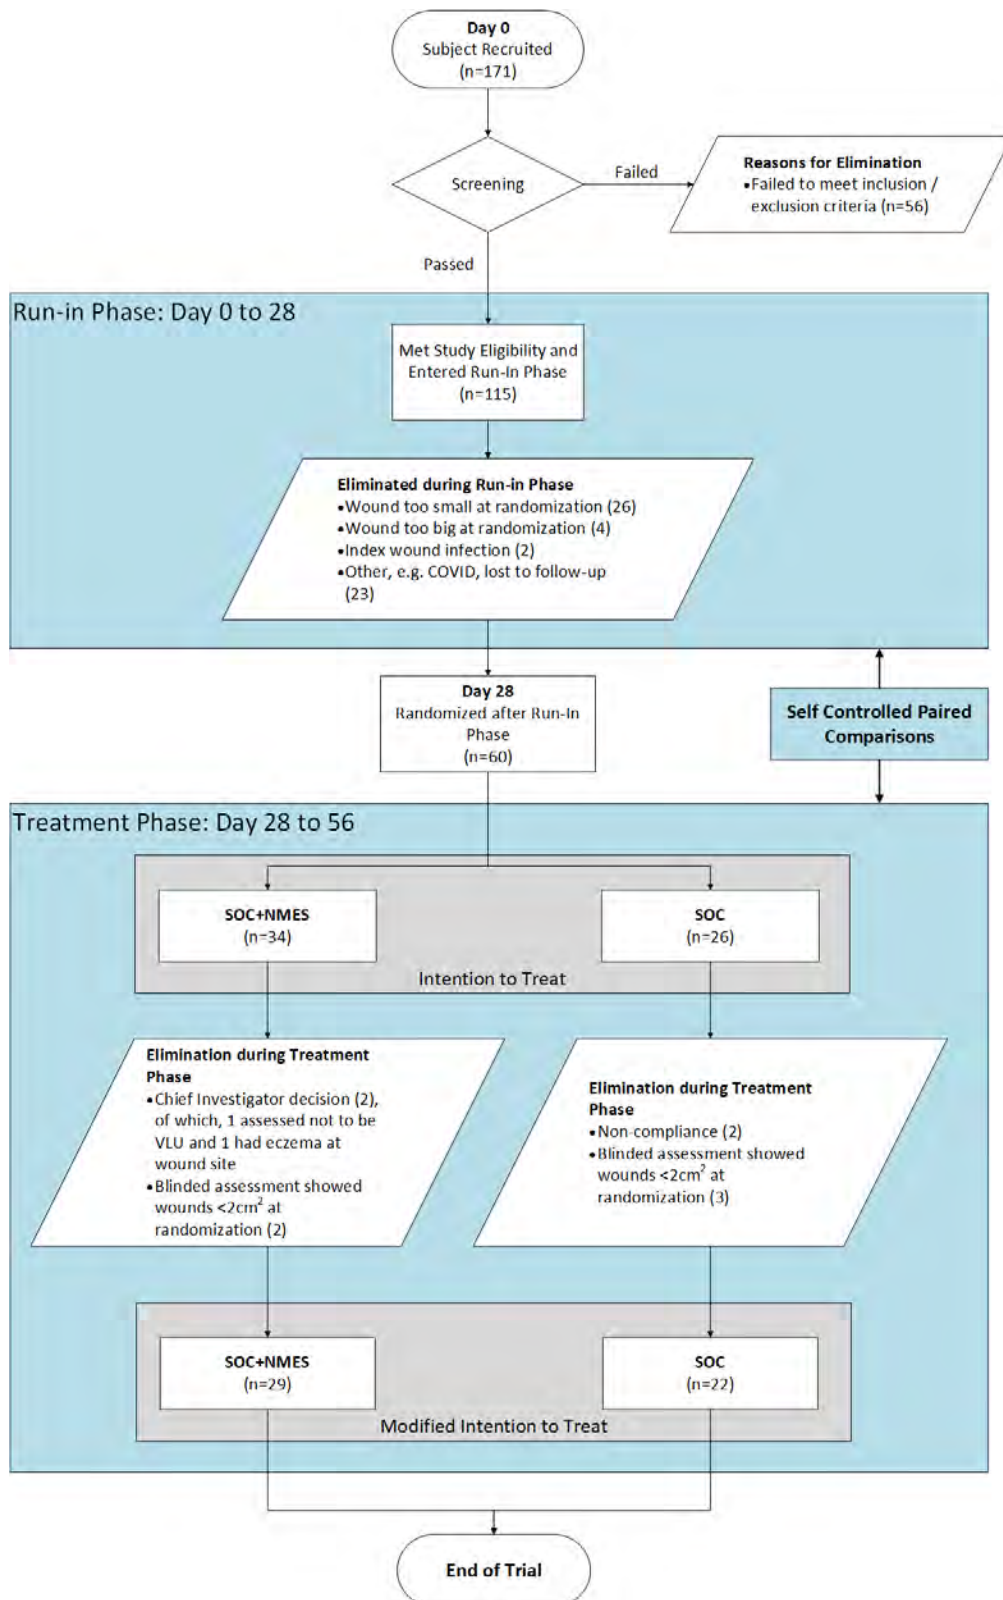 Day 0
Subject Recruited
(n=171)
Screening
Failed
Reasons for Elimination
•Failed to meet inclusion /
exclusion criteria (n=56)
Passed
Run-in Phase: Day 0 to 28
Met Study Eligibility and
Entered Run-In Phase
(n=115)
Eliminated during Run-in Phase
•Wound too small at randomization (26)
•Wound too big at randomization (4)
•Index wound infection (2)
•Other, e.g. COVID, lost to follow-up
(23)
Day 28
Randomized after Run-In
Phase
(n=60)
Self Controlled Paired
Comparisons
Treatment Phase: Day 28 to 56
SOC+NMES
(n=34)
SOC
(n=26)
Intention to Treat
Elimination during Treatment
Phase
•Chief Investigator decision (2),
of which, 1 assessed not to be
VLU and 1 had eczema at
wound site
•Blinded assessment showed
wounds <2cm² at
randomization (2)
Elimination during Treatment
Phase
•Non-compliance (2)
•Blinded assessment showed
wounds <2cm² at
randomization (3)
SOC+NMES
(n=29)
SOC
(n=22)
Modified Intention to Treat
End of Trial